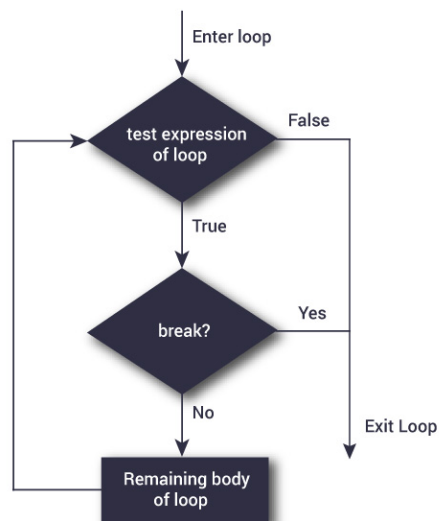 Enter loop
test expression
of loop
False
True
break?
Yes
No
Exit Loop
Remaining body
of loop